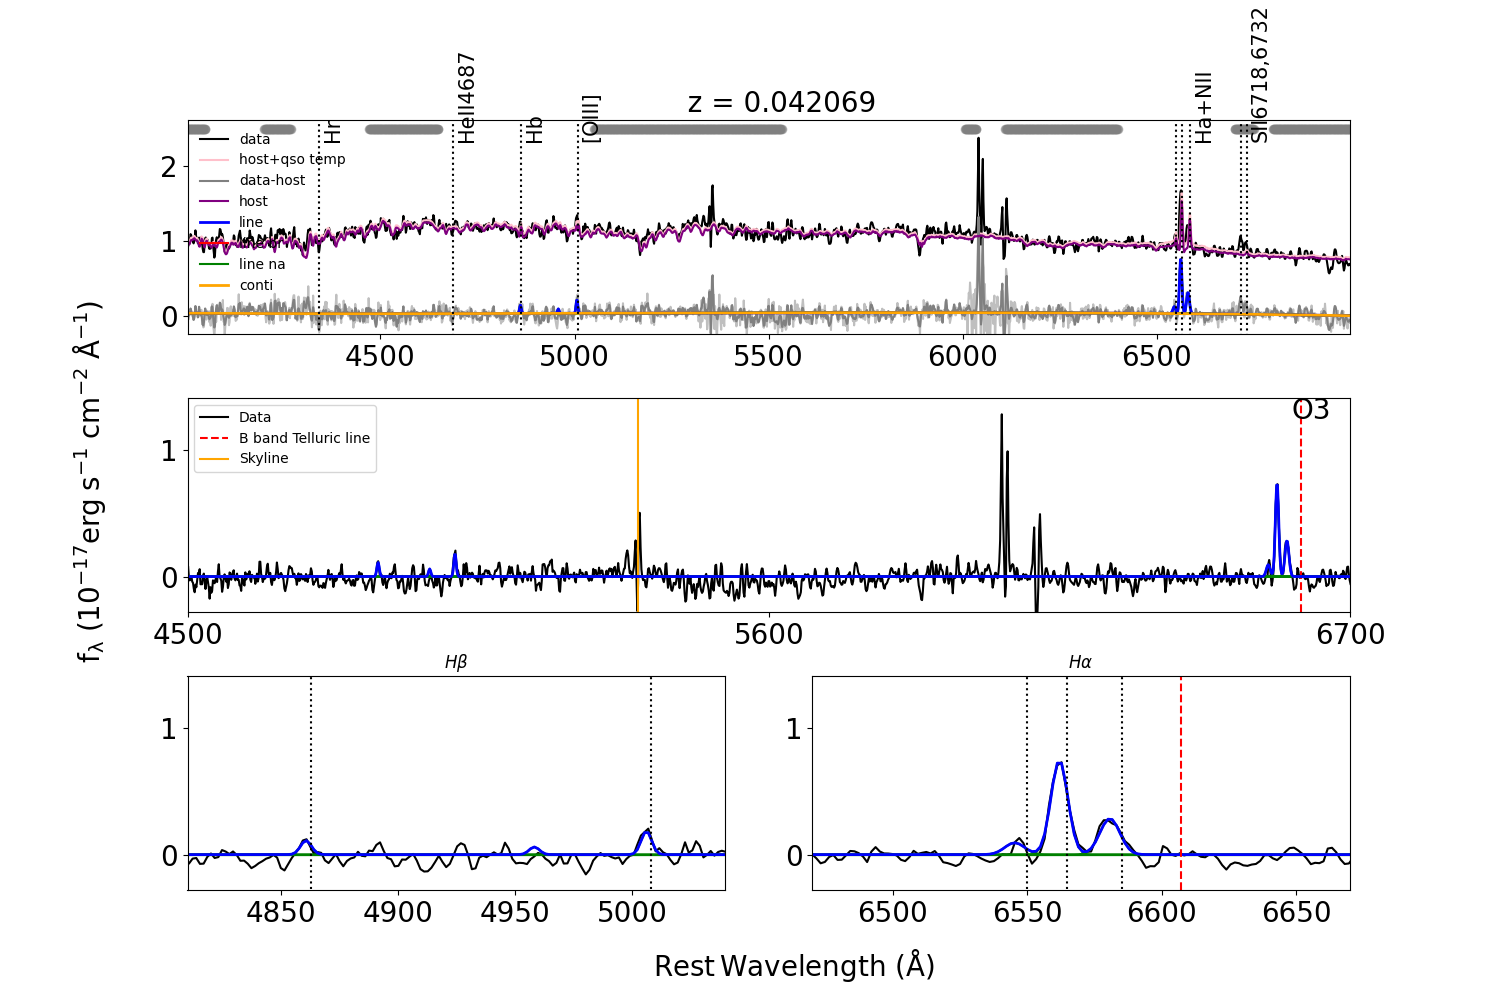 z = 0.042069
Hr
HeII4687
Hb
[OIII]
Ha+NII
SII6718,6732
data
host+qso temp
data-host
host
line
line na
conti
2
1
0
4500
5000
5500
6000
6500
Data
B band Telluric line
Skyline
O3
1
0
4500
5600
6700
fλ (10⁻¹⁷erg s⁻¹ cm⁻² Å⁻¹)
Hβ
1
0
4850
4900
4950
5000
Hα
1
0
6500
6550
6600
6650
Rest Wavelength (Å)